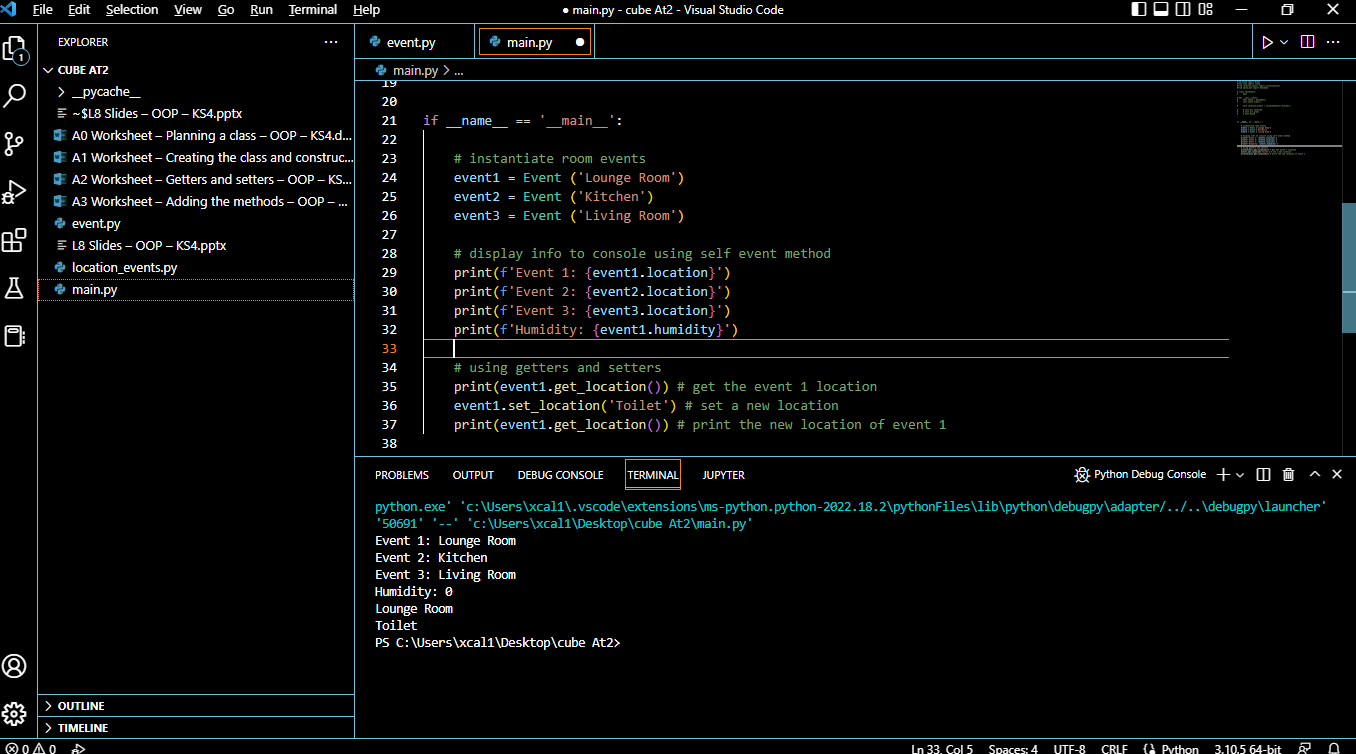 File Edit Selection View Go Run Terminal Help
● main.py - cube At2 - Visual Studio Code
EXPLORER ...
1
CUBE AT2
__pycache__
~$L8 Slides – OOP – KS4.pptx
A0 Worksheet – Planning a class – OOP – KS4.d...
A1 Worksheet – Creating the class and construc...
A2 Worksheet – Getters and setters – OOP – KS...
A3 Worksheet – Adding the methods – OOP – ...
event.py
L8 Slides – OOP – KS4.pptx
location_events.py
main.py
OUTLINE
TIMELINE
event.py
main.py ●
main.py > ...
19
20
21 if __name__ == '__main__':
22
23 # instantiate room events
24 event1 = Event ('Lounge Room')
25 event2 = Event ('Kitchen')
26 event3 = Event ('Living Room')
27
28 # display info to console using self event method
29 print(f'Event 1: {event1.location}')
30 print(f'Event 2: {event2.location}')
31 print(f'Event 3: {event3.location}')
32 print(f'Humidity: {event1.humidity}')
33
34 # using getters and setters
35 print(event1.get_location()) # get the event 1 location
36 event1.set_location('Toilet') # set a new location
37 print(event1.get_location()) # print the new location of event 1
38
PROBLEMS OUTPUT DEBUG CONSOLE TERMINAL JUPYTER
Python Debug Console
python.exe' 'c:\Users\xcal1\.vscode\extensions\ms-python.python-2022.18.2\pythonFiles\lib\python\debugpy\adapter/../..\debugpy\launcher'
'50691' '--' 'c:\Users\xcal1\Desktop\cube At2\main.py'
Event 1: Lounge Room
Event 2: Kitchen
Event 3: Living Room
Humidity: 0
Lounge Room
Toilet
PS C:\Users\xcal1\Desktop\cube At2>
0 0
Ln 33, Col 5 Spaces: 4 UTF-8 CRLF Python 3.10.5 64-bit